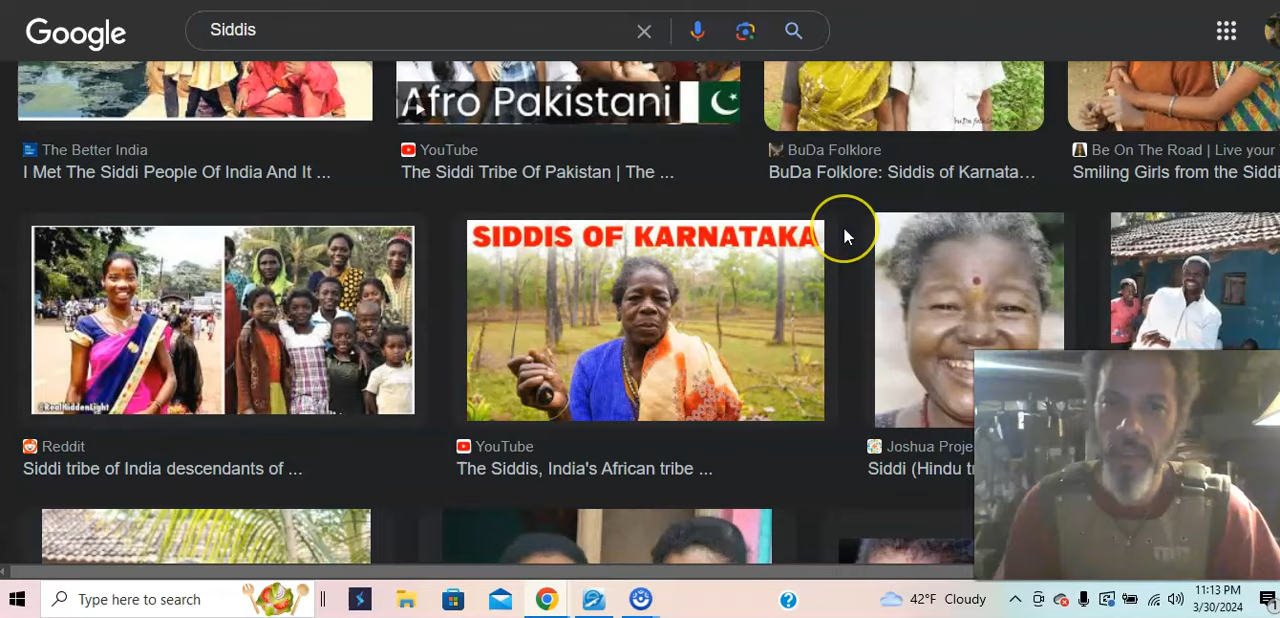 Google
Siddis
Afro Pakistani
buDa folklore
The Better India
I Met The Siddi People Of India And It ...
YouTube
The Siddi Tribe Of Pakistan | The ...
BuDa Folklore
BuDa Folklore: Siddis of Karnata...
Be On The Road | Live your
Smiling Girls from the Siddi
SIDDIS OF KARNATAKA
@RealHiddenLight
Reddit
Siddi tribe of India descendants of ...
YouTube
The Siddis, India's African tribe ...
Joshua Proje
Siddi (Hindu tr
Type here to search
42°F Cloudy
11:13 PM
3/30/2024